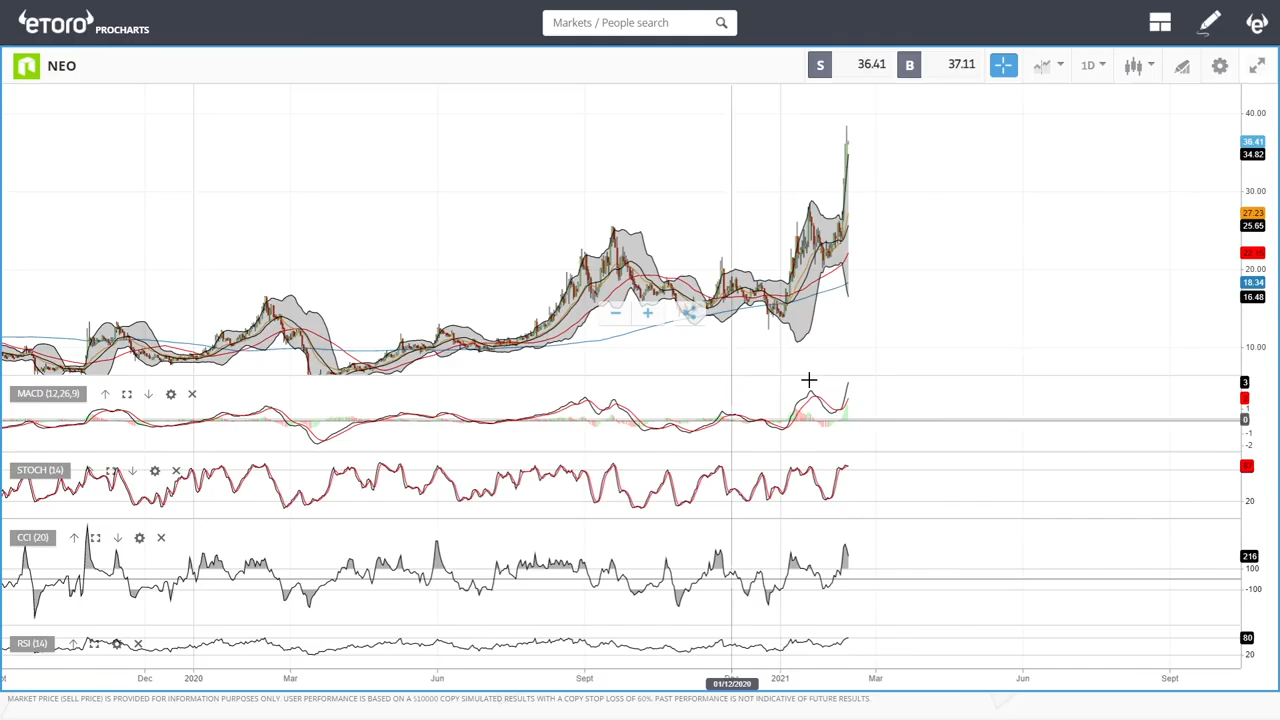 eTORO PROCHARTS
Markets / People search
NEO
S 36.41 B 37.11 1D
40.00
36.41
34.82
30.00
27.23
25.65
20.00
18.34
16.48
10.00
MACD (12,26,9)
3
2
1
0
-1
-2
STOCH (14)
20
CCI (20)
216
100
-100
RSI (14)
80
20
Dec 2020 Mar Jun Sept 01/12/2020 2021 Mar Jun Sept
MARKET PRICE (SELL PRICE) IS PROVIDED FOR INFORMATION PURPOSES ONLY. USER PERFORMANCE IS BASED ON A $10000 COPY SIMULATED RESULTS WITH A COPY STOP LOSS OF 60%. PAST PERFORMANCE IS NOT INDICATIVE OF FUTURE RESULTS.